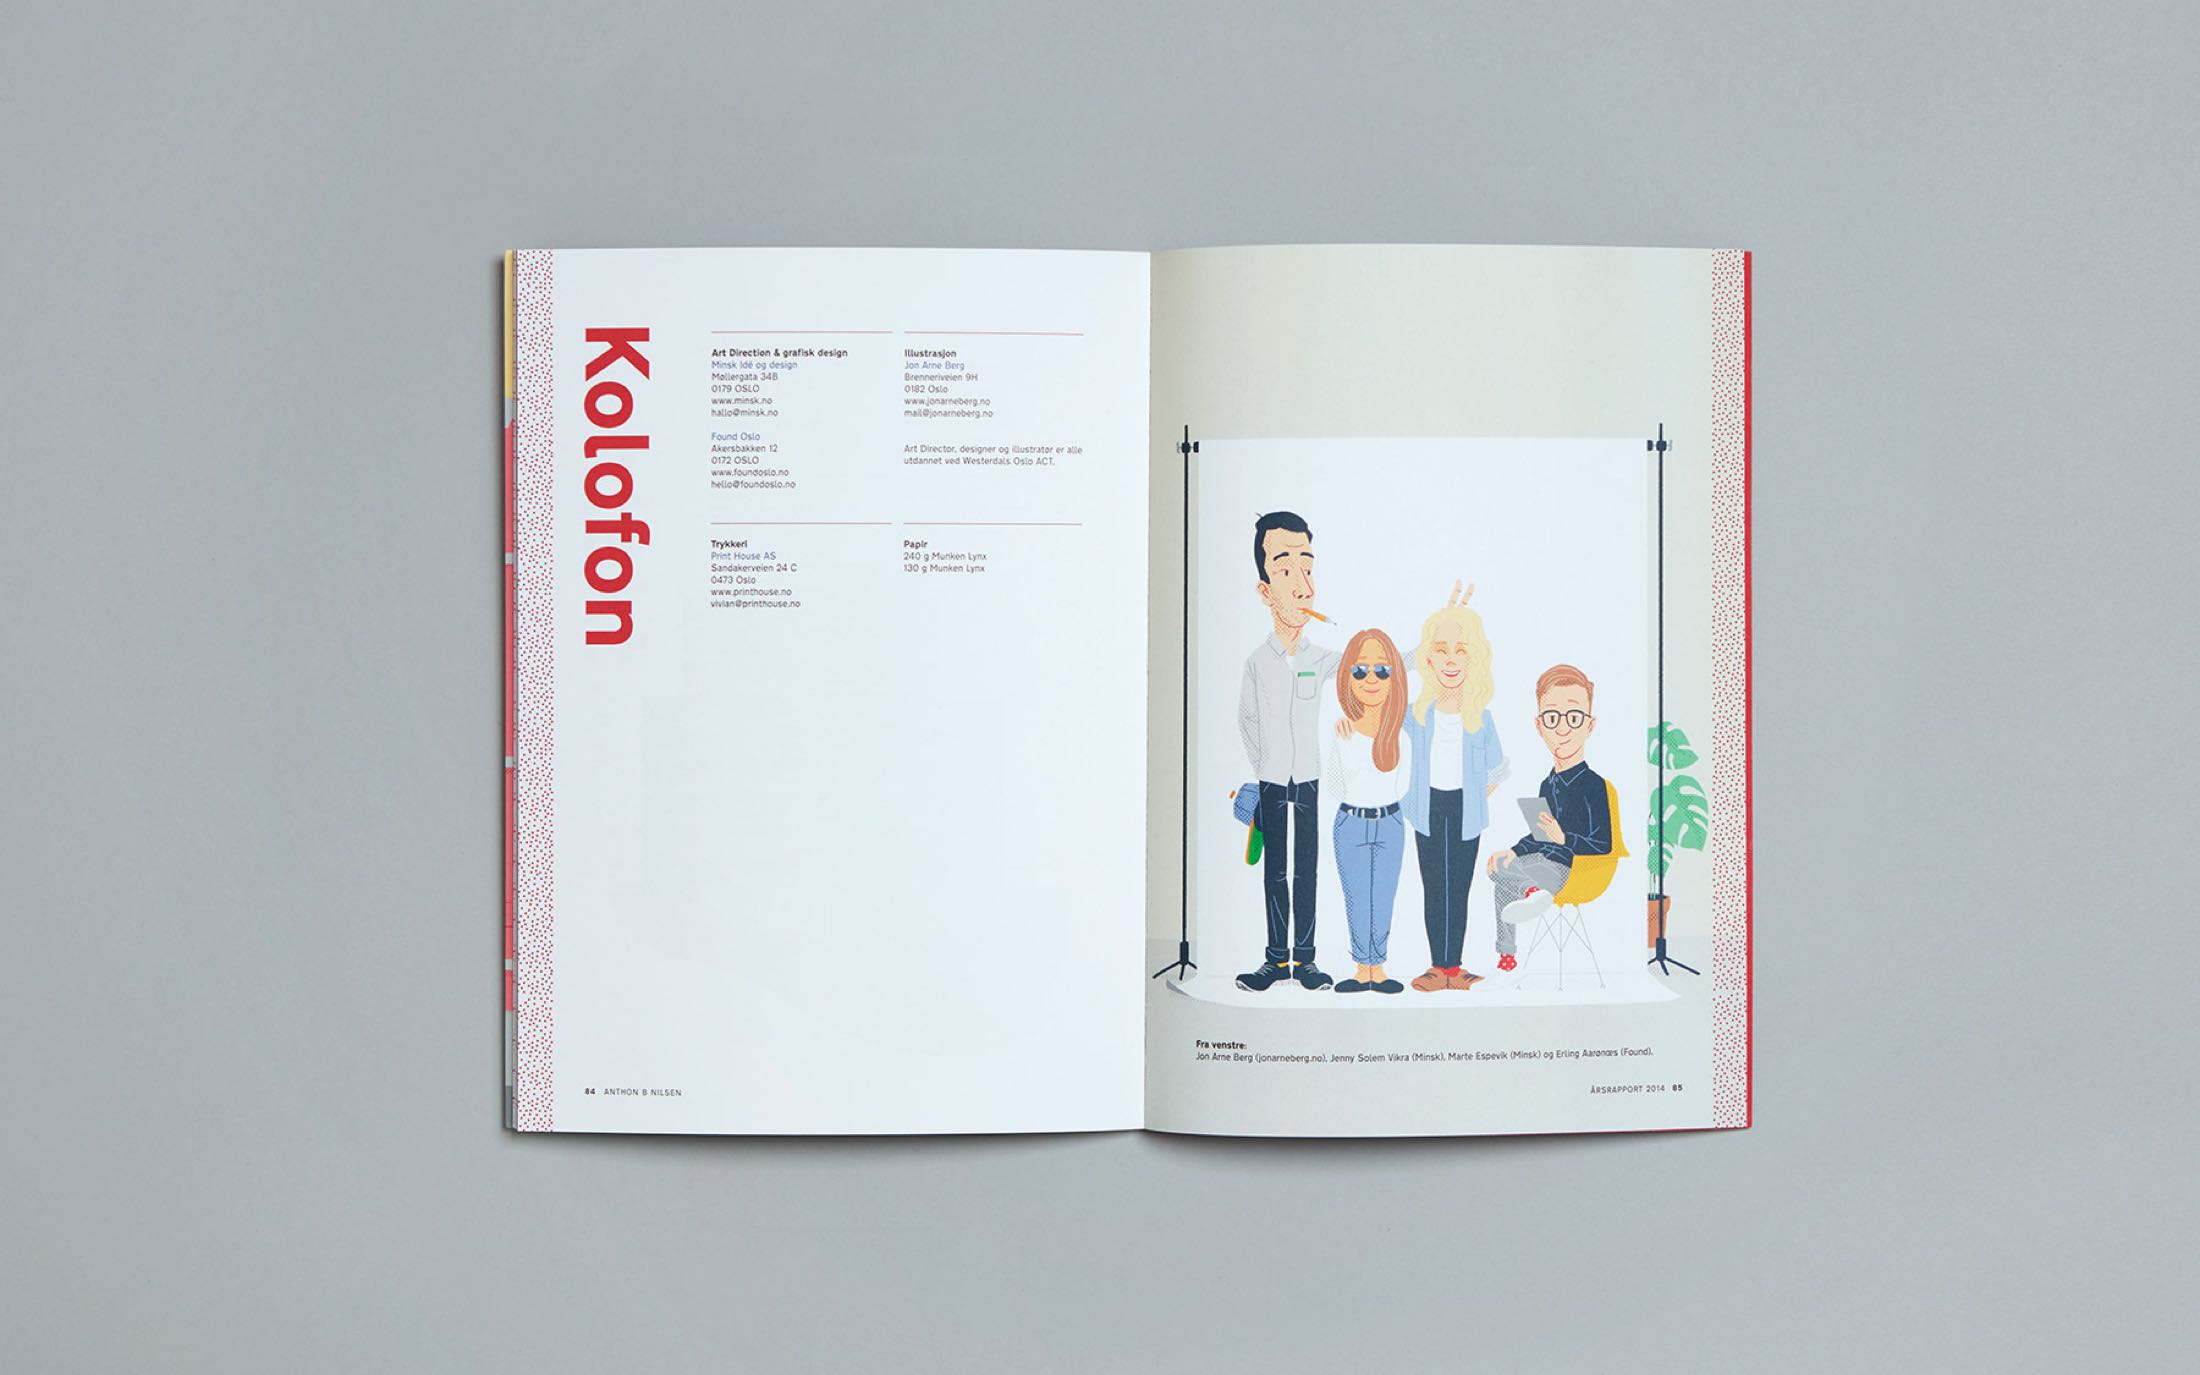 Kolofon
Art Direction & grafisk design
Minsk Idé og design
Møllergata 34B
0179 OSLO
www.minsk.no
hallo@minsk.no
Found Oslo
Akersbakken 12
0172 OSLO
www.foundoslo.no
hello@foundoslo.no
Illustrasjon
Jon Arne Berg
Brenneriveien 9H
0182 Oslo
www.jonarneberg.no
mail@jonarneberg.no
Art Director, designer og illustratør er alle
utdannet ved Westerdals Oslo ACT.
Trykkeri
Print House AS
Sandakerveien 24 C
0473 Oslo
www.printhouse.no
vivian@printhouse.no
Papir
240 g Munken Lynx
130 g Munken Lynx
84 ANTHON B NILSEN
Fra venstre:
Jon Arne Berg (jonarneberg.no), Jenny Solem Vikra (Minsk), Marte Espevik (Minsk) og Erling Aarønæs (Found).
ÅRSRAPPORT 2014 85